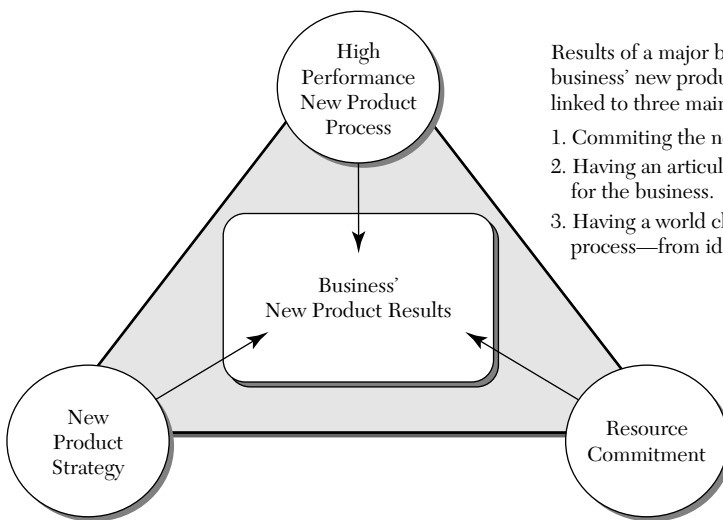 High
Performance
New Product
Process
Results of a major b
business' new produ
linked to three main
1. Commiting the n
2. Having an articul
for the business.
3. Having a world cl
process—from id
Business'
New Product Results
New
Product
Strategy
Resource
Commitment